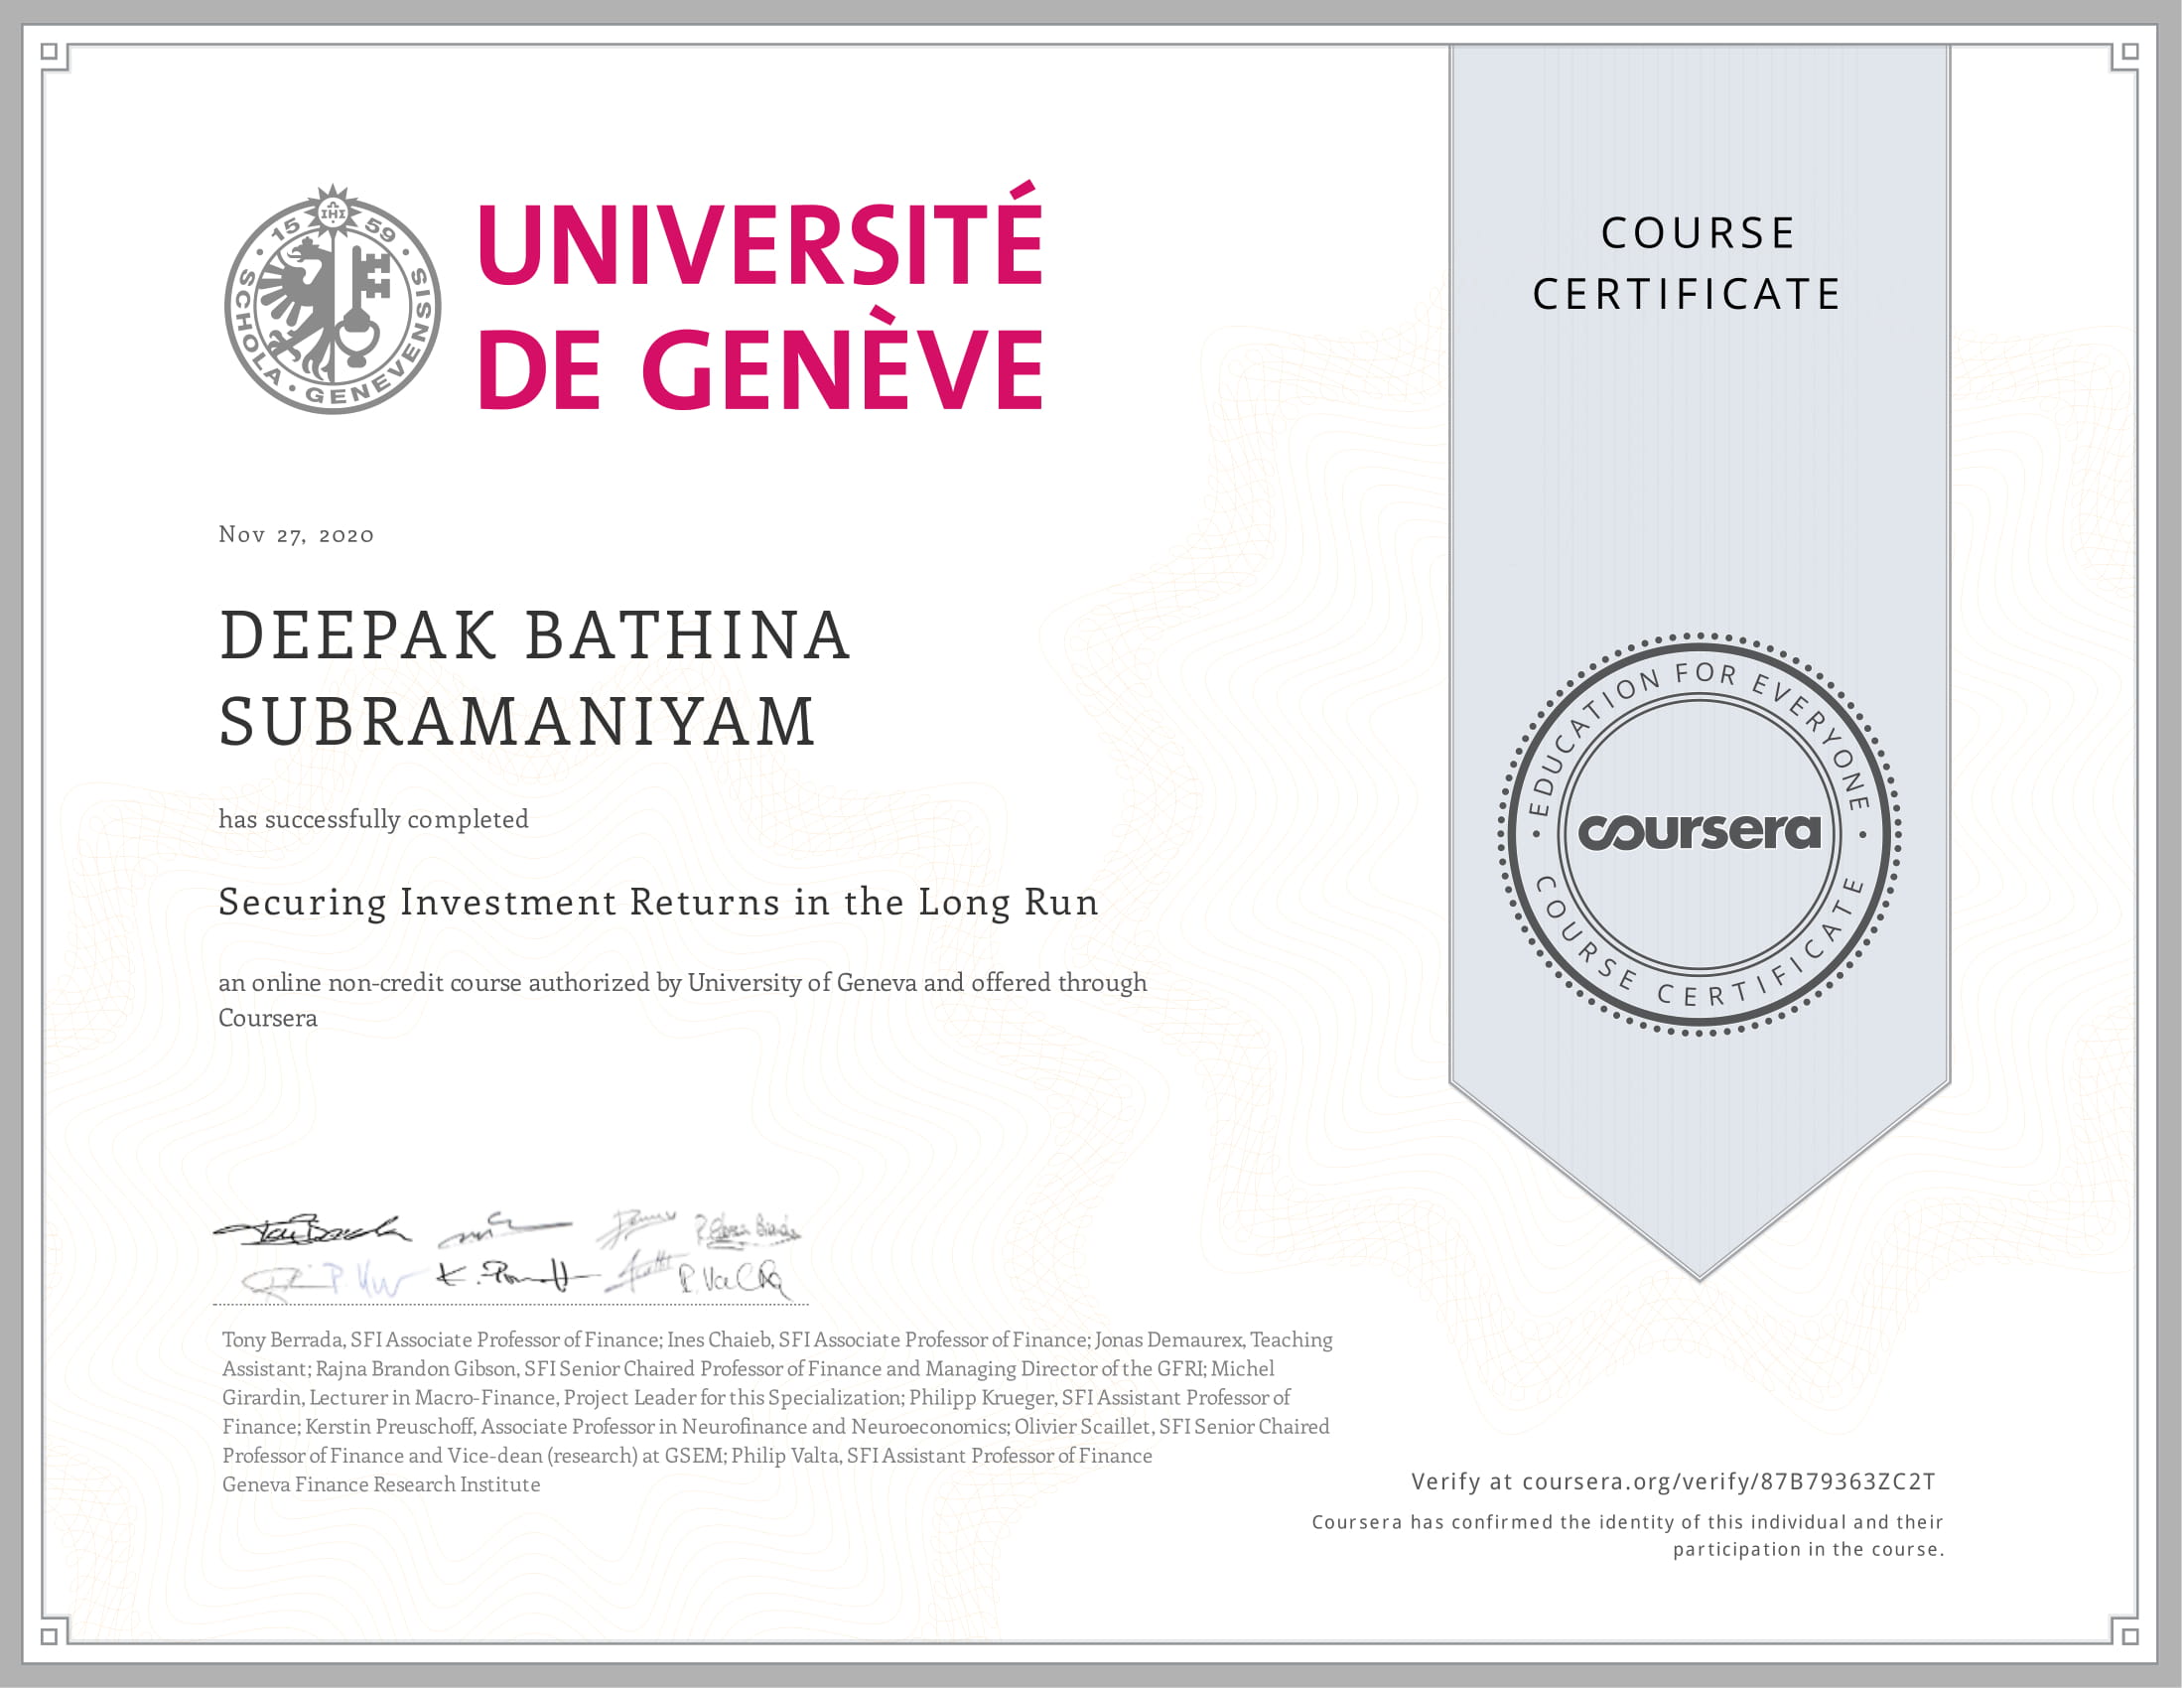 IHI
15 59
SCHOLA · GENEVENSIS
UNIVERSITÉ
DE GENÈVE
COURSE
CERTIFICATE
Nov 27, 2020
DEEPAK BATHINA
SUBRAMANIYAM
has successfully completed
Securing Investment Returns in the Long Run
an online non-credit course authorized by University of Geneva and offered through
Coursera
EDUCATION FOR EVERYONE
coursera
COURSE CERTIFICATE
Tony Berrada, SFI Associate Professor of Finance; Ines Chaieb, SFI Associate Professor of Finance; Jonas Demaurex, Teaching
Assistant; Rajna Brandon Gibson, SFI Senior Chaired Professor of Finance and Managing Director of the GFRI; Michel
Girardin, Lecturer in Macro-Finance, Project Leader for this Specialization; Philipp Krueger, SFI Assistant Professor of
Finance; Kerstin Preuschoff, Associate Professor in Neurofinance and Neuroeconomics; Olivier Scaillet, SFI Senior Chaired
Professor of Finance and Vice-dean (research) at GSEM; Philip Valta, SFI Assistant Professor of Finance
Geneva Finance Research Institute
Verify at coursera.org/verify/87B79363ZC2T
Coursera has confirmed the identity of this individual and their
participation in the course.